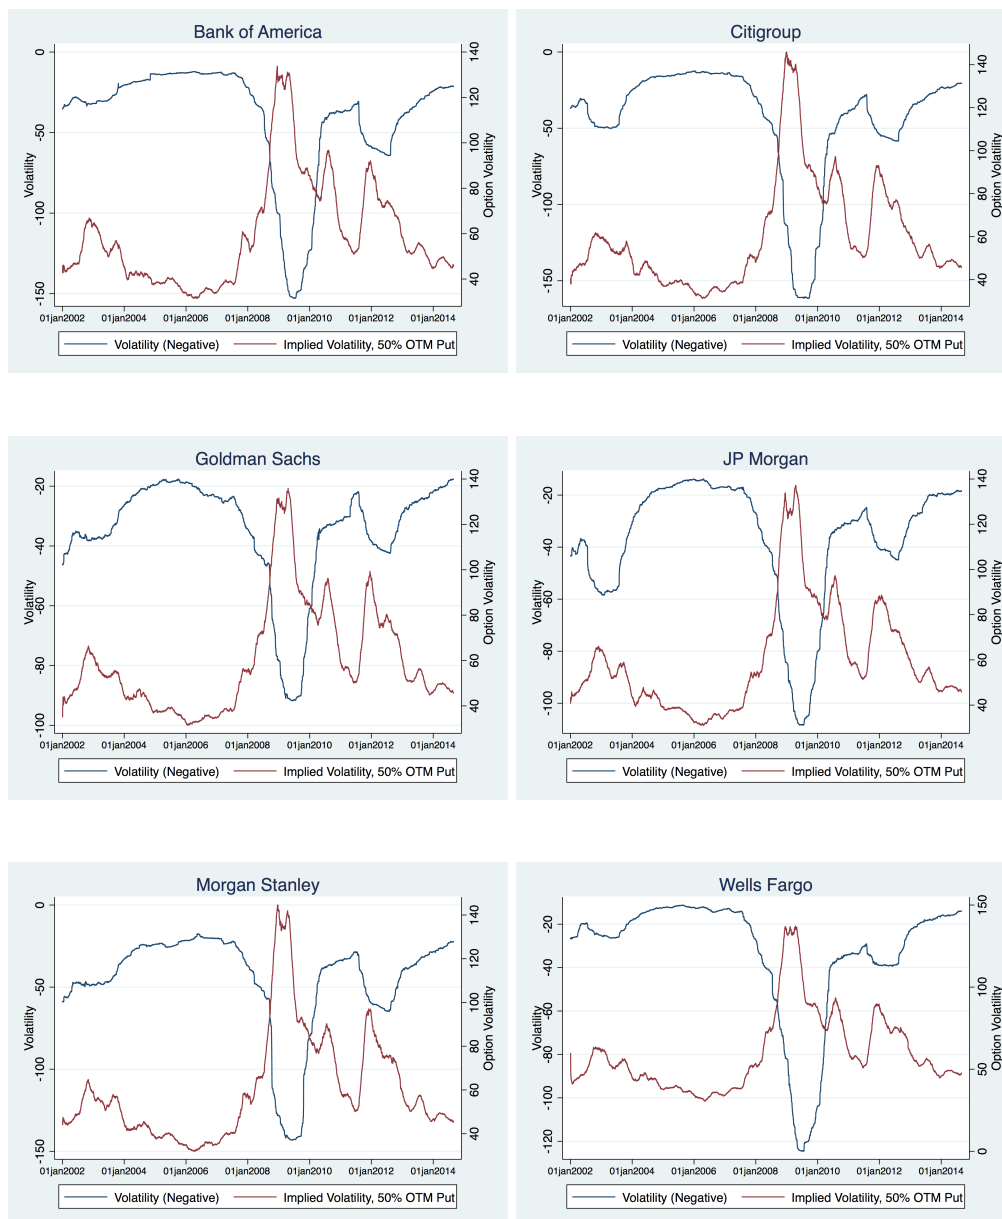 Bank of America
0
-50
-100
-150
Volatility
140
120
100
80
60
40
Option Volatility
01jan2002 01jan2004 01jan2006 01jan2008 01jan2010 01jan2012 01jan2014
Volatility (Negative) Implied Volatility, 50% OTM Put
Citigroup
0
-50
-100
-150
Volatility
140
120
100
80
60
40
Option Volatility
01jan2002 01jan2004 01jan2006 01jan2008 01jan2010 01jan2012 01jan2014
Volatility (Negative) Implied Volatility, 50% OTM Put
Goldman Sachs
-20
-40
-60
-80
-100
Volatility
140
120
100
80
60
40
Option Volatility
01jan2002 01jan2004 01jan2006 01jan2008 01jan2010 01jan2012 01jan2014
Volatility (Negative) Implied Volatility, 50% OTM Put
JP Morgan
-20
-40
-60
-80
-100
Volatility
140
120
100
80
60
40
Option Volatility
01jan2002 01jan2004 01jan2006 01jan2008 01jan2010 01jan2012 01jan2014
Volatility (Negative) Implied Volatility, 50% OTM Put
Morgan Stanley
0
-50
-100
-150
Volatility
140
120
100
80
60
40
Option Volatility
01jan2002 01jan2004 01jan2006 01jan2008 01jan2010 01jan2012 01jan2014
Volatility (Negative) Implied Volatility, 50% OTM Put
Wells Fargo
-20
-40
-60
-80
-100
-120
Volatility
150
100
50
0
Option Volatility
01jan2002 01jan2004 01jan2006 01jan2008 01jan2010 01jan2012 01jan2014
Volatility (Negative) Implied Volatility, 50% OTM Put